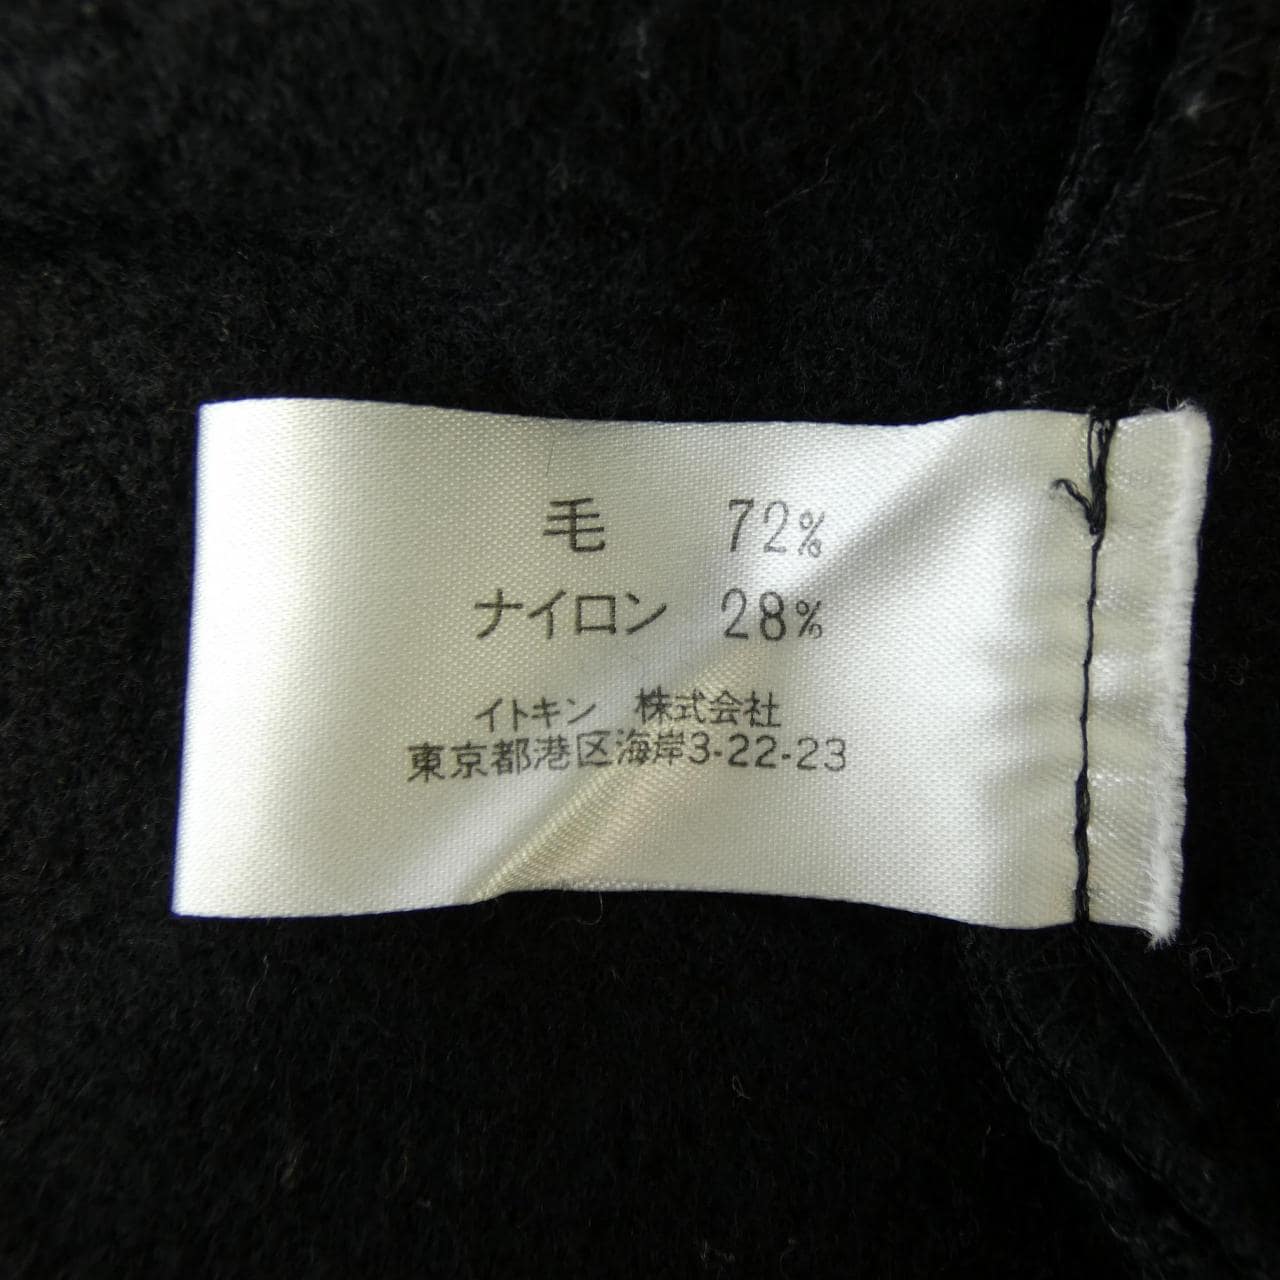 毛 72%
ナイロン 28%
イトキン 株式会社
東京都港区海岸3-22-23